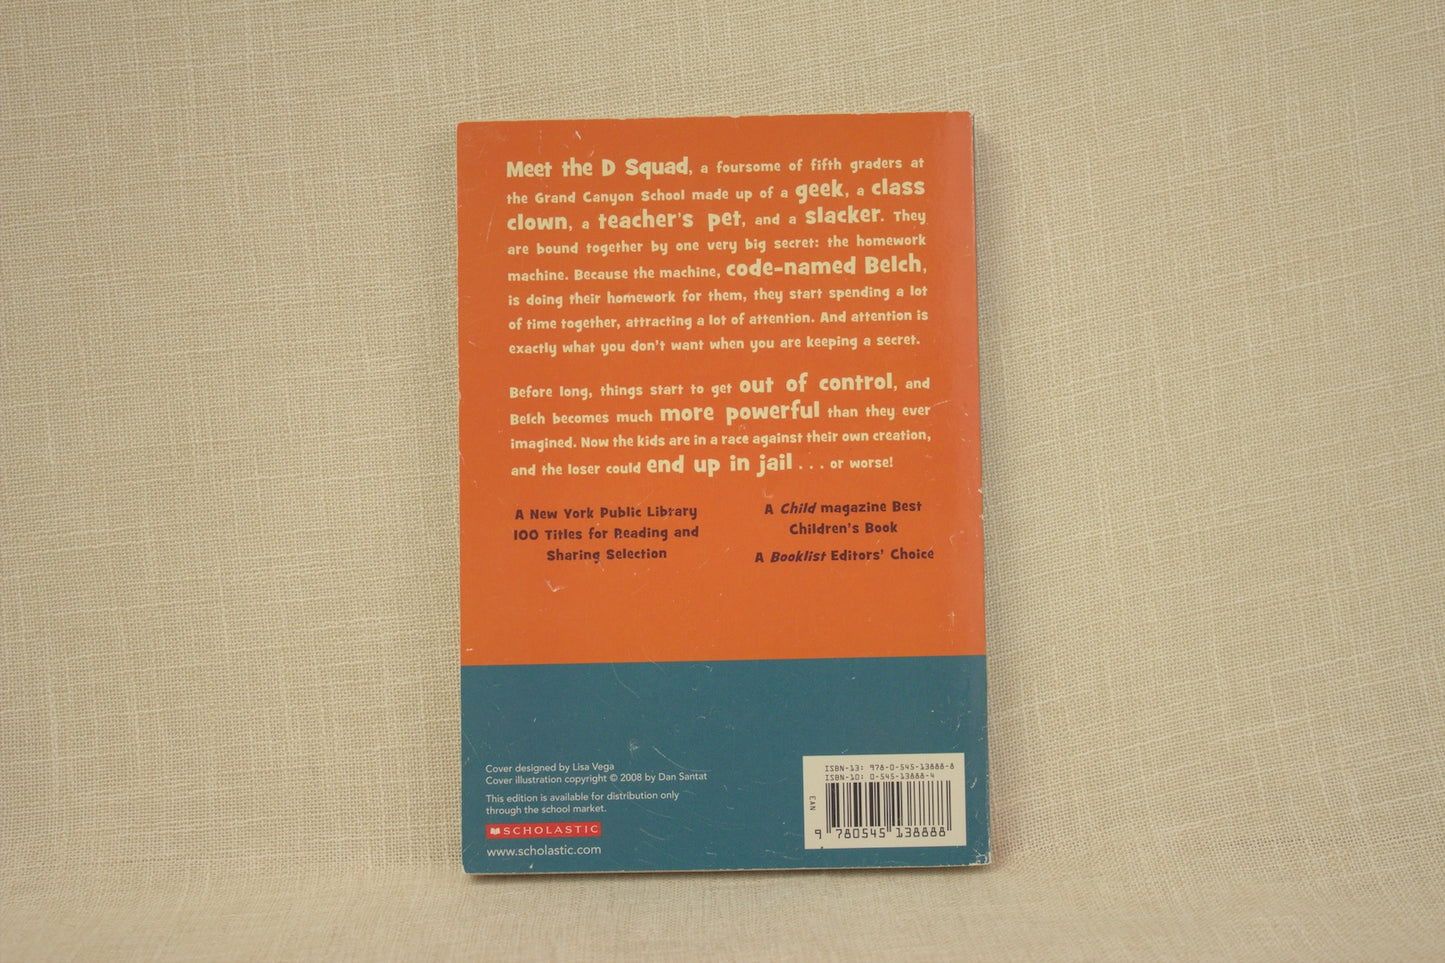 Meet the D Squad, a foursome of fifth graders at
the Grand Canyon School made up of a geek, a class
clown, a teacher's pet, and a slacker. They
are bound together by one very big secret: the homework
machine. Because the machine, code-named Belch,
is doing their homework for them, they start spending a lot
of time together, attracting a lot of attention. And attention is
exactly what you don't want when you are keeping a secret.
Before long, things start to get out of control, and
Belch becomes much more powerful than they ever
imagined. Now the kids are in a race against their own creation,
and the loser could end up in jail . . . or worse!
A New York Public Library
100 Titles for Reading and
Sharing Selection
A Child magazine Best
Children's Book
A Booklist Editors' Choice
Cover designed by Lisa Vega
Cover illustration copyright © 2008 by Dan Santat
This edition is available for distribution only
through the school market.
SCHOLASTIC
www.scholastic.com
ISBN-13: 978-0-545-13888-8
ISBN-10: 0-545-13888-4
EAN
9 780545 138888